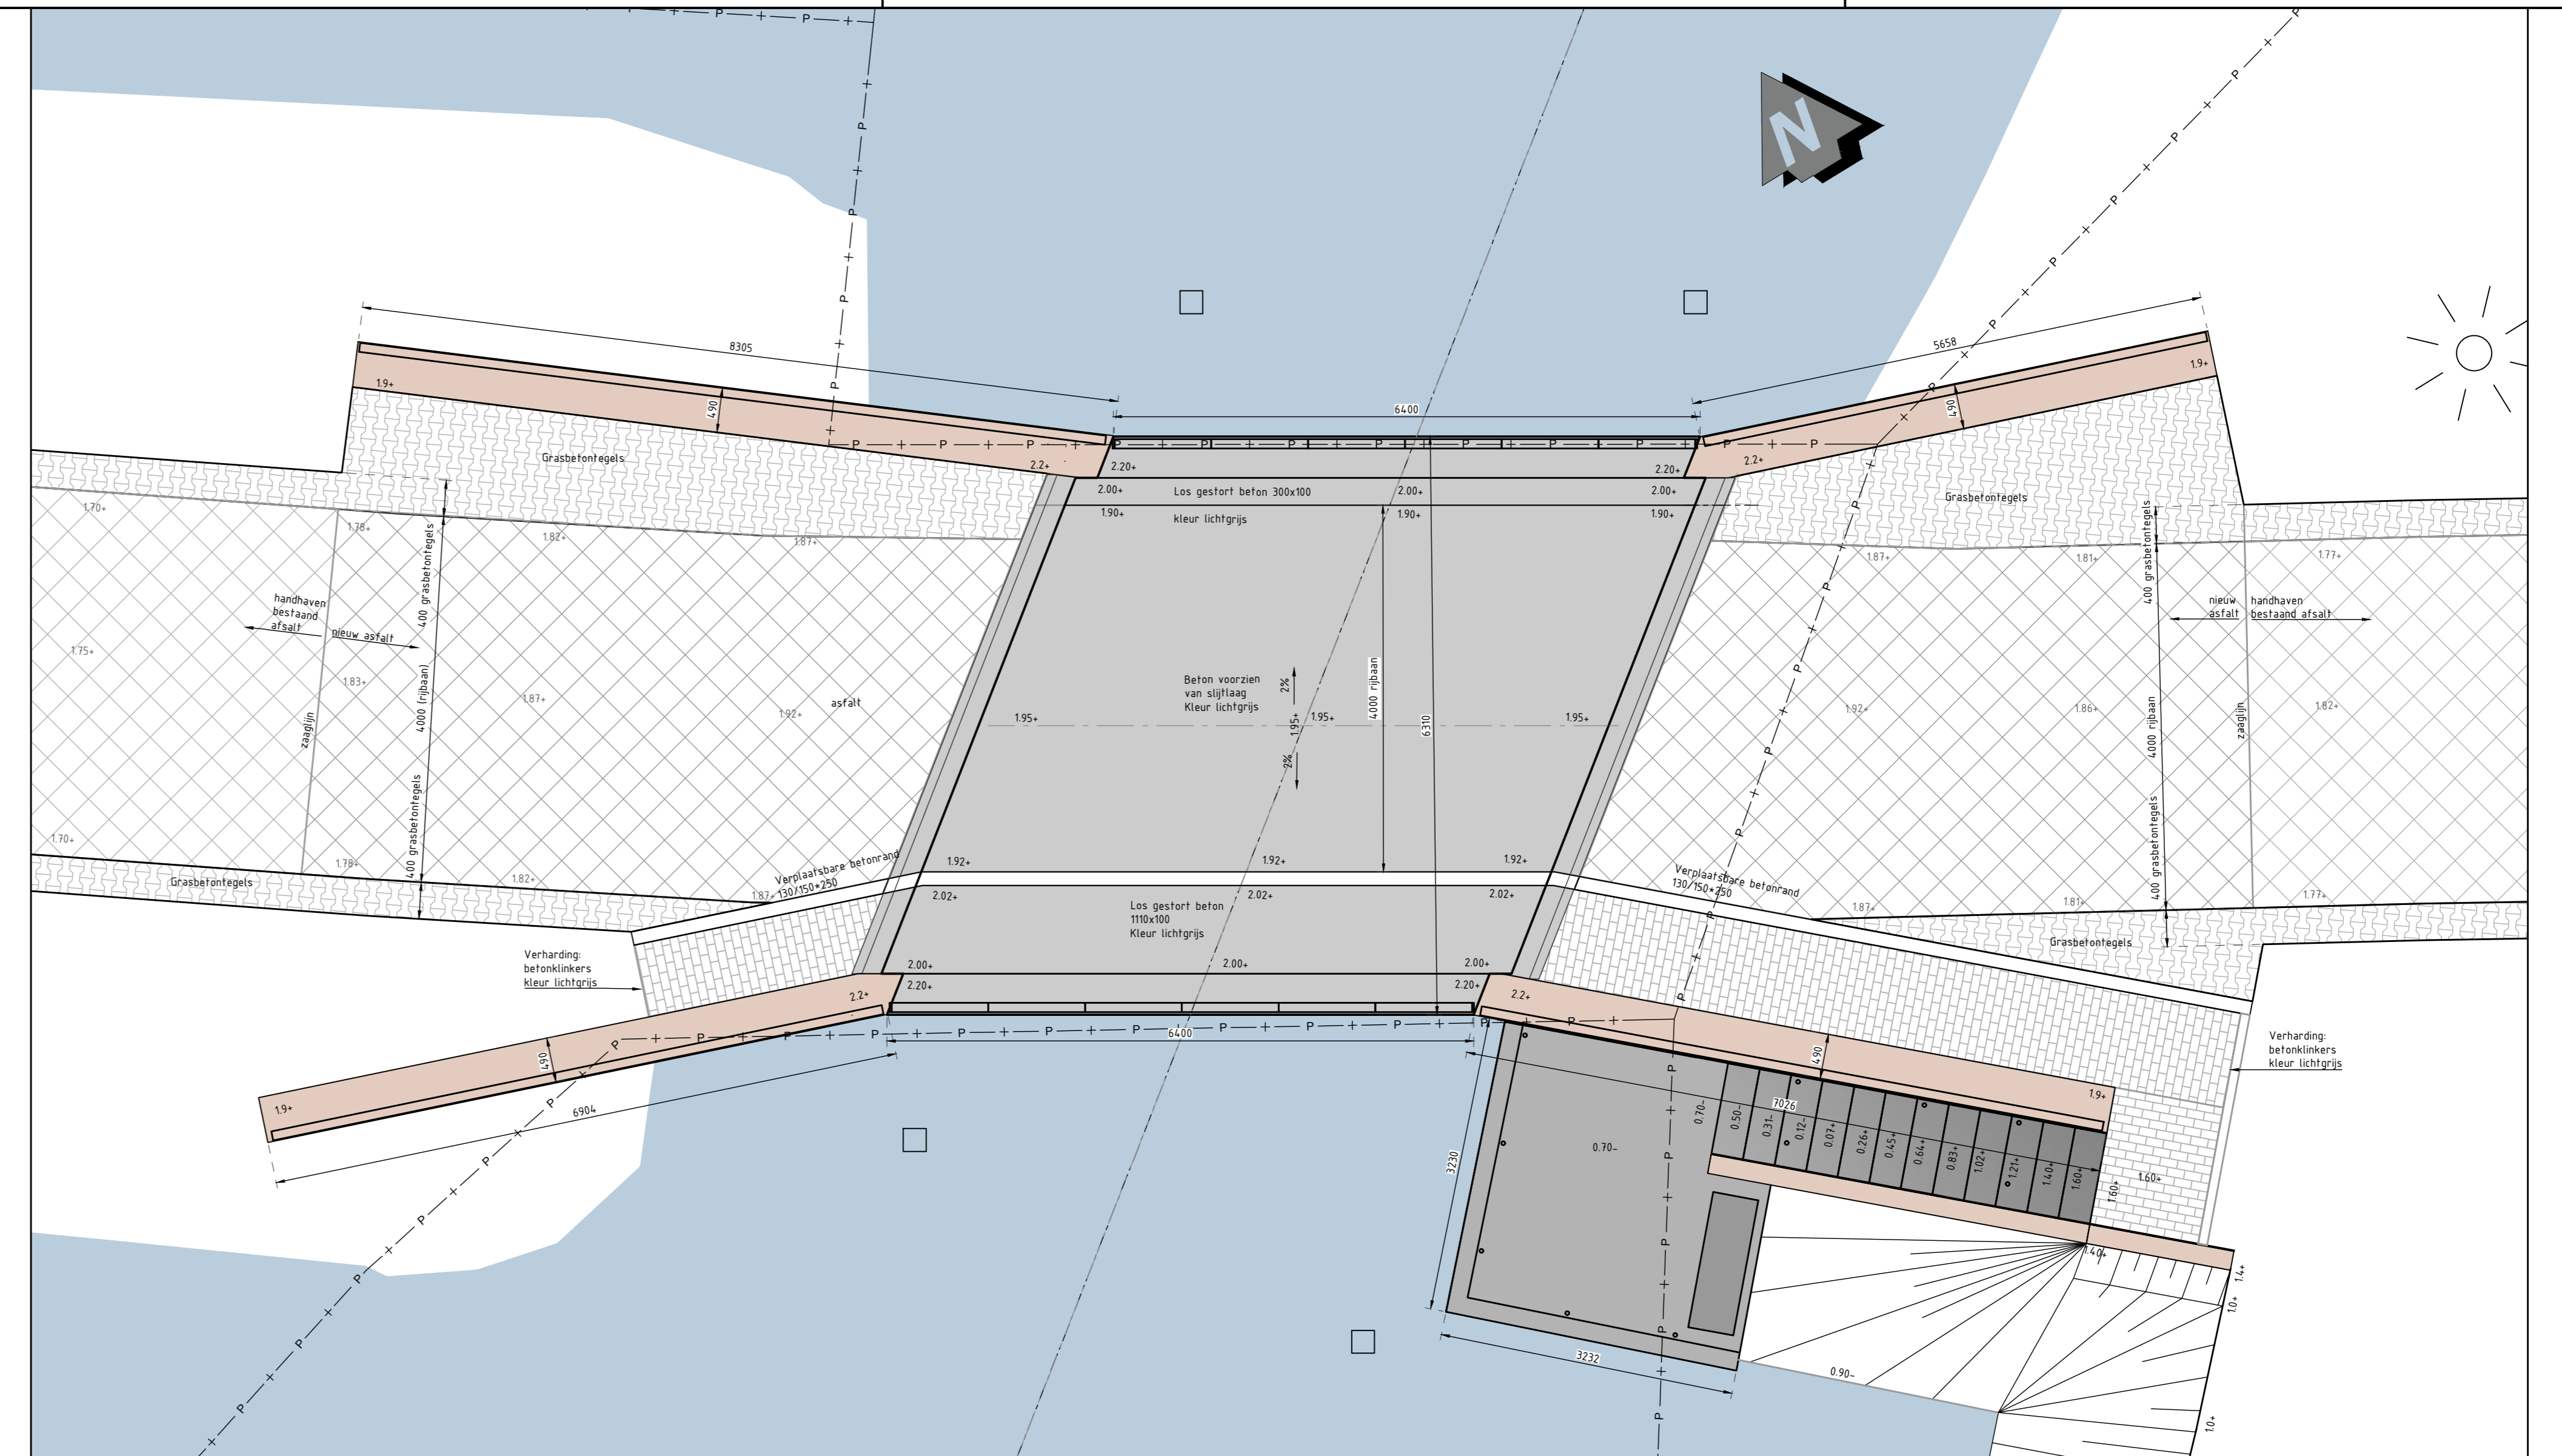 N
8305
5658
6400
490
490
1.9+
1.9+
2.2+
2.2+
2.20+
2.20+
Grasbetontegels
Grasbetontegels
2.00+
Los gestort beton 300x100
2.00+
2.00+
1.90+
kleur lichtgrijs
1.90+
1.90+
1.70+
1.78+
1.82+
1.87+
1.87+
1.81+
1.77+
400 grasbetontegels
400 grasbetontegels
handhaven
bestaand
afsalt
nieuw asfalt
nieuw
asfalt
handhaven
bestaand afsalt
1.75+
1.83+
1.87+
1.92+
asfalt
4000 (rijbaan)
zaaglijn
Beton voorzien
van slijtlaag
Kleur lichtgrijs
2%
1.95+
2%
1.95+
1.95+
1.95+
4000 rijbaan
6310
1.92+
1.86+
1.82+
4000 rijbaan
zaaglijn
1.70+
1.78+
1.82+
1.87+
400 grasbetontegels
400 grasbetontegels
Grasbetontegels
Verplaatsbare betonrand
130/150*250
1.92+
1.92+
1.92+
Verplaatsbare betonrand
130/150*250
1.87+
1.81+
1.77+
Grasbetontegels
2.02+
2.02+
2.02+
Los gestort beton
1110x100
Kleur lichtgrijs
2.00+
2.00+
2.00+
2.20+
2.20+
Verharding:
betonklinkers
kleur lichtgrijs
2.2+
2.2+
6400
490
490
1.9+
1.9+
6904
7026
Verharding:
betonklinkers
kleur lichtgrijs
3230
0.70-
0.70-
0.50-
0.31-
0.12-
0.07+
0.26+
0.45+
0.64+
0.83+
1.02+
1.21+
1.40+
1.60+
1.60+
1.60+
1.40+
1.4+
1.0+
3232
0.90-
1.0+